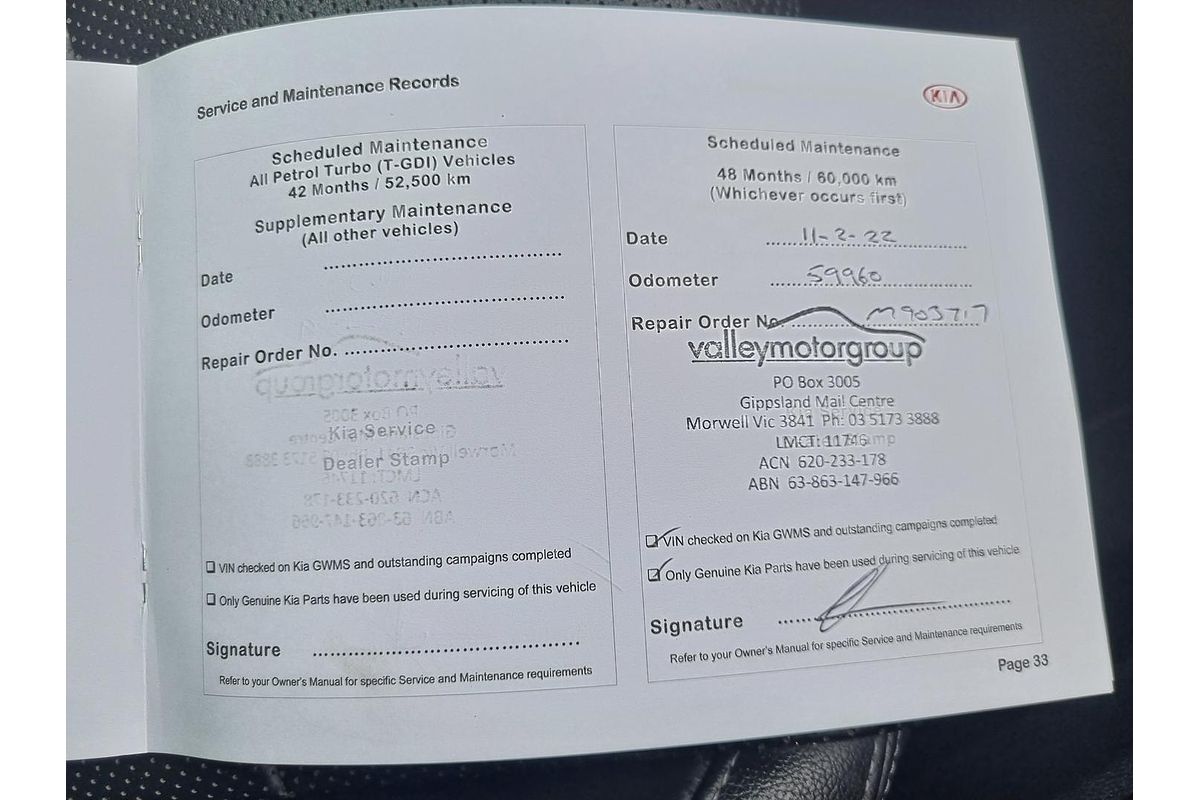 Service and Maintenance Records
KIA
Scheduled Maintenance
All Petrol Turbo (T-GDI) Vehicles
42 Months / 52,500 km
Supplementary Maintenance
(All other vehicles)
Date
Odometer
Repair Order No.
Kia Service
Dealer Stamp
❑ VIN checked on Kia GWMS and outstanding campaigns completed
❑ Only Genuine Kia Parts have been used during servicing of this vehicle
Signature
Refer to your Owner's Manual for specific Service and Maintenance requirements
Scheduled Maintenance
48 Months / 60,000 km
(Whichever occurs first)
Date 11-2-22
Odometer 59960
Repair Order No. M903717
valleymotorgroup
PO Box 3005
Gippsland Mail Centre
Morwell Vic 3841 Ph: 03 5173 3888
LMCT: 11746
ACN 620-233-178
ABN 63-863-147-966
VIN checked on Kia GWMS and outstanding campaigns completed
Only Genuine Kia Parts have been used during servicing of this vehicle
Signature
Refer to your Owner's Manual for specific Service and Maintenance requirements
Page 33